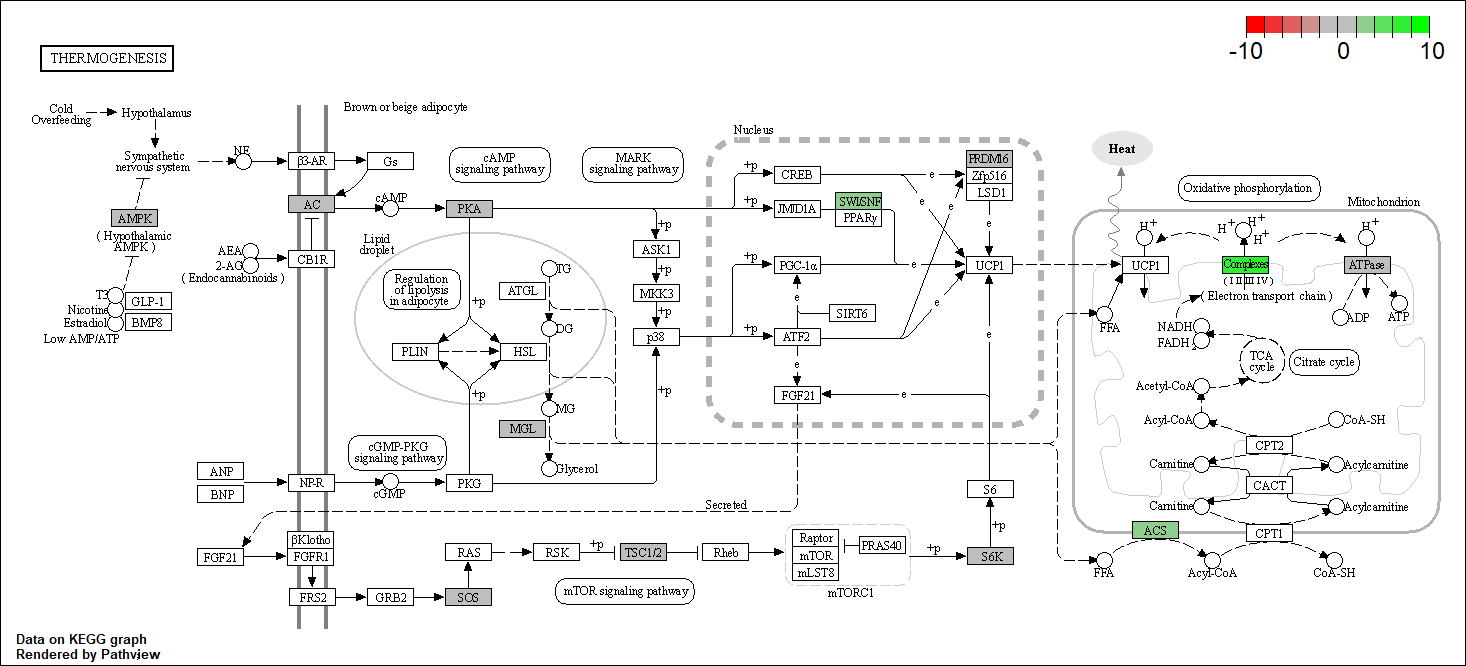 -10 0 10
THERMOGENESIS
Cold
Overfeeding
Hypothalamus
Sympathetic
nervous system
AMPK
( Hypothalamic
AMPK )
T3
Nicotine
Estradiol
Low AMP/ATP
GLP-1
BMP8
NE
AEA
2-AG
( Endocannabinoids )
Brown or beige adipocyte
β3-AR
Gs
AC
CB1R
cAMP
PKA
cAMP
signaling pathway
MARK
signaling pathway
Lipid
droplet
Regulation
of lipolysis
in adipocyte
+p
PLIN
HSL
+p
TG
ATGL
DG
MG
MGL
Glycerol
+p
ASK1
+p
MKK3
+p
p38
+p
ANP
BNP
NP-R
cGMP-PKG
signaling pathway
cGMP
PKG
Nucleus
+p
CREB
+p
JMJD1A
SWI/SNF
PPARγ
+p
PGC-1α
SIRT6
+p
ATF2
e
FGF21
e
e
e
e
e
e
PRDM16
Zfp516
LSD1
e
UCP1
e
Secreted
FGF21
βKlotho
FGFR1
FRS2
GRB2
SOS
RAS
RSK
+p
TSC1/2
Rheb
mTOR signaling pathway
Raptor
mTOR
mLST8
PRAS40
mTORC1
+p
S6K
+p
S6
Heat
Oxidative phosphorylation
Mitochondrion
H+
H+
H+
H+
H+
UCP1
Complexes
( I II III IV )
( Electron transport chain )
ATPase
ADP
ATP
FFA
NADH
FADH2
TCA
cycle
Citrate cycle
Acetyl-CoA
Acyl-CoA
CoA-SH
CPT2
Carnitine
Acylcarnitine
CACT
Carnitine
Acylcarnitine
ACS
CPT1
FFA
Acyl-CoA
CoA-SH
Data on KEGG graph
Rendered by Pathview